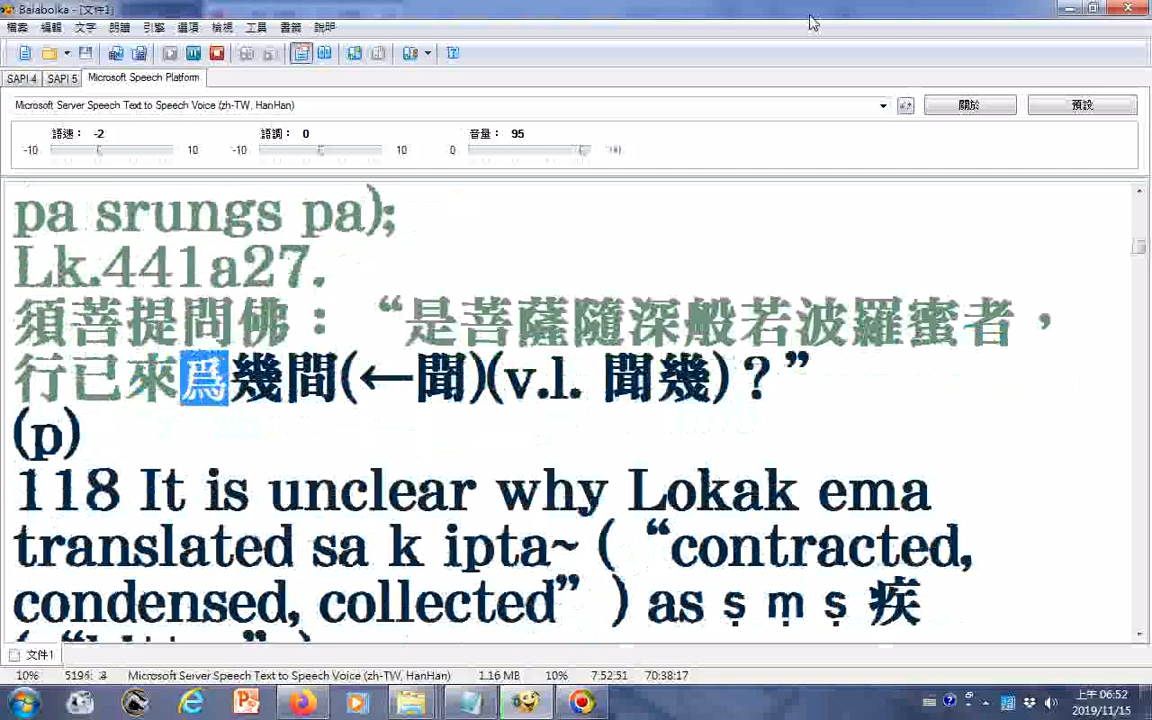 Balabolka - [文件1]
檔案 編輯 文字 朗讀 引擎 選項 檢視 工具 書籤 說明
SAPI 4 SAPI 5 Microsoft Speech Platform
Microsoft Server Speech Text to Speech Voice (zh-TW, HanHan) 關於 預設
語速： -2 語調： 0 音量： 95
-10 10 -10 10 0
pa srungs pa);
Lk.441a27.
須菩提問佛：“是菩薩隨深般若波羅蜜者，
行已來爲幾間(←聞)(v.l. 聞幾)？”
(p)
118 It is unclear why Lokak ema
translated sa k ipta~ (“contracted,
condensed, collected”) as ṣ ṃ ṣ 疾
文件1
10% Microsoft Server Speech Text to Speech Voice (zh-TW, HanHan) 1.16 MB 10% 7:52:51 70:38:17
上午 06:52
2019/11/15